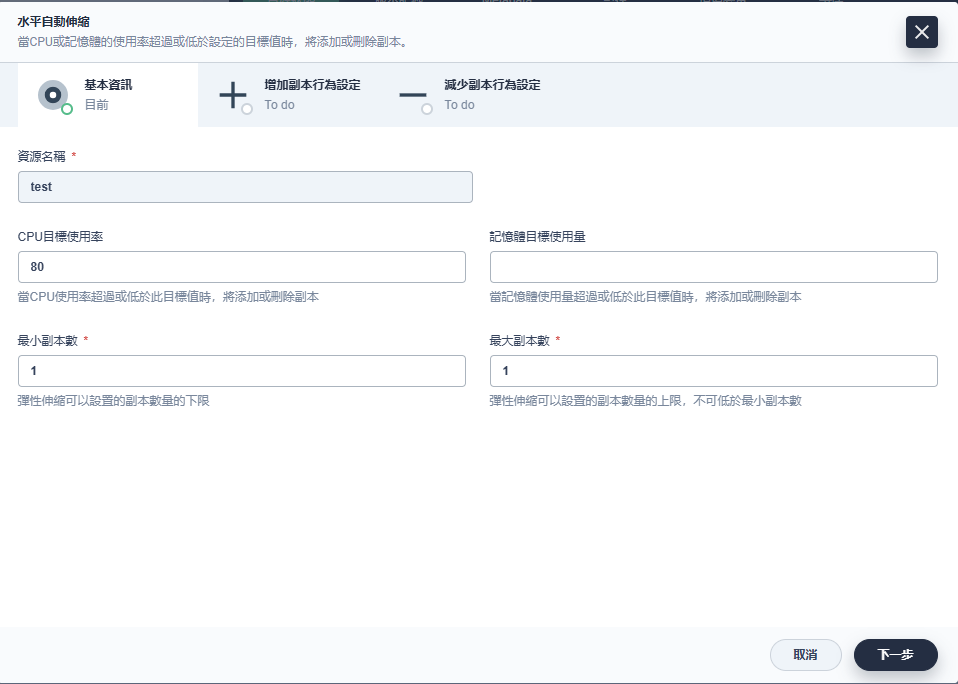 水平自動伸縮
當CPU或記憶體的使用率超過或低於設定的目標值時，將添加或刪除副本。
基本資訊
目前
增加副本行為設定
To do
減少副本行為設定
To do
資源名稱 *
test
CPU目標使用率
記憶體目標使用量
80
當CPU使用率超過或低於此目標值時，將添加或刪除副本
當記憶體使用量超過或低於此目標值時，將添加或刪除副本
最小副本數 *
最大副本數 *
1
1
彈性伸縮可以設置的副本數量的下限
彈性伸縮可以設置的副本數量的上限，不可低於最小副本數
取消
下一步